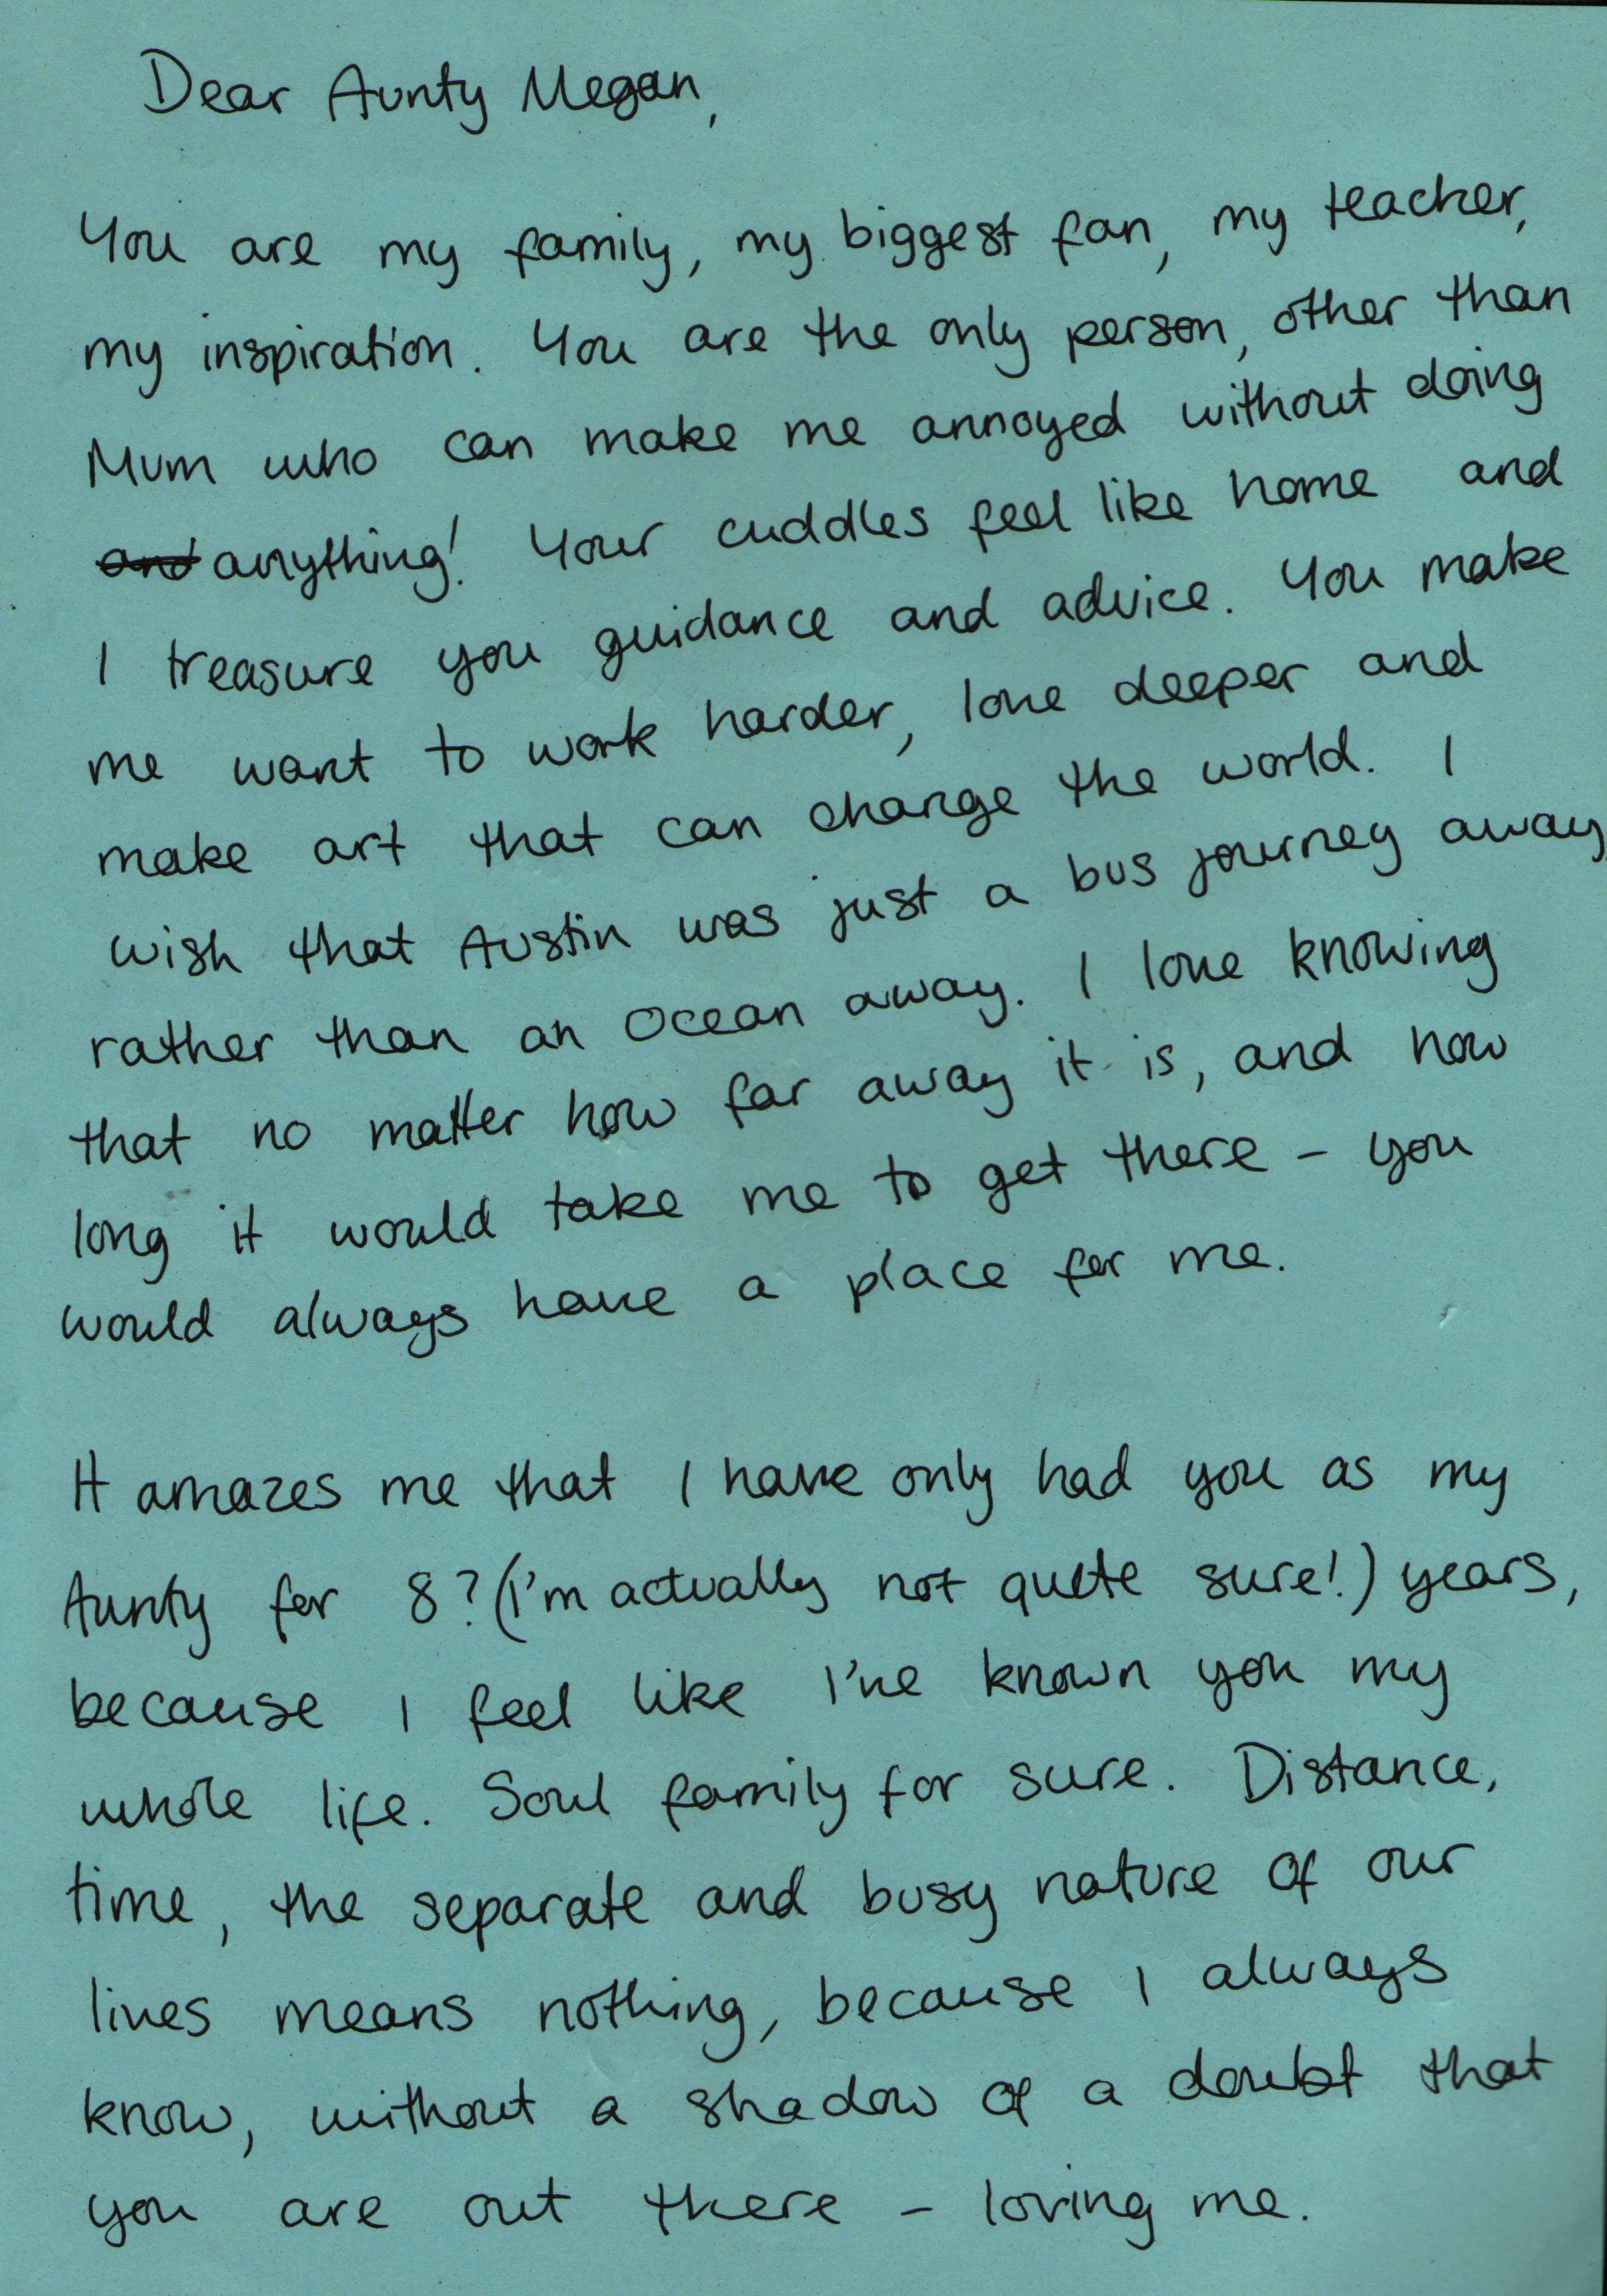 Dear Aunty Megan,
You are my family, my biggest fan, my teacher,
my inspiration. You are the only person, other than
Mum who can make me annoyed without doing
and anything! Your cuddles feel like home and
I treasure you guidance and advice. You make
me want to work harder, love deeper and
make art that can change the world. I
wish that Austin was just a bus journey away
rather than an Ocean away. I love knowing
that no matter how far away it is, and how
long it would take me to get there - you
would always have a place for me.
It amazes me that I have only had you as my
Aunty for 8? (I'm actually not quite sure!) years,
because I feel like I've known you my
whole life. Soul family for sure. Distance,
time, the separate and busy nature of our
lives means nothing, because I always
know, without a shadow of a doubt that
you are out there - loving me.